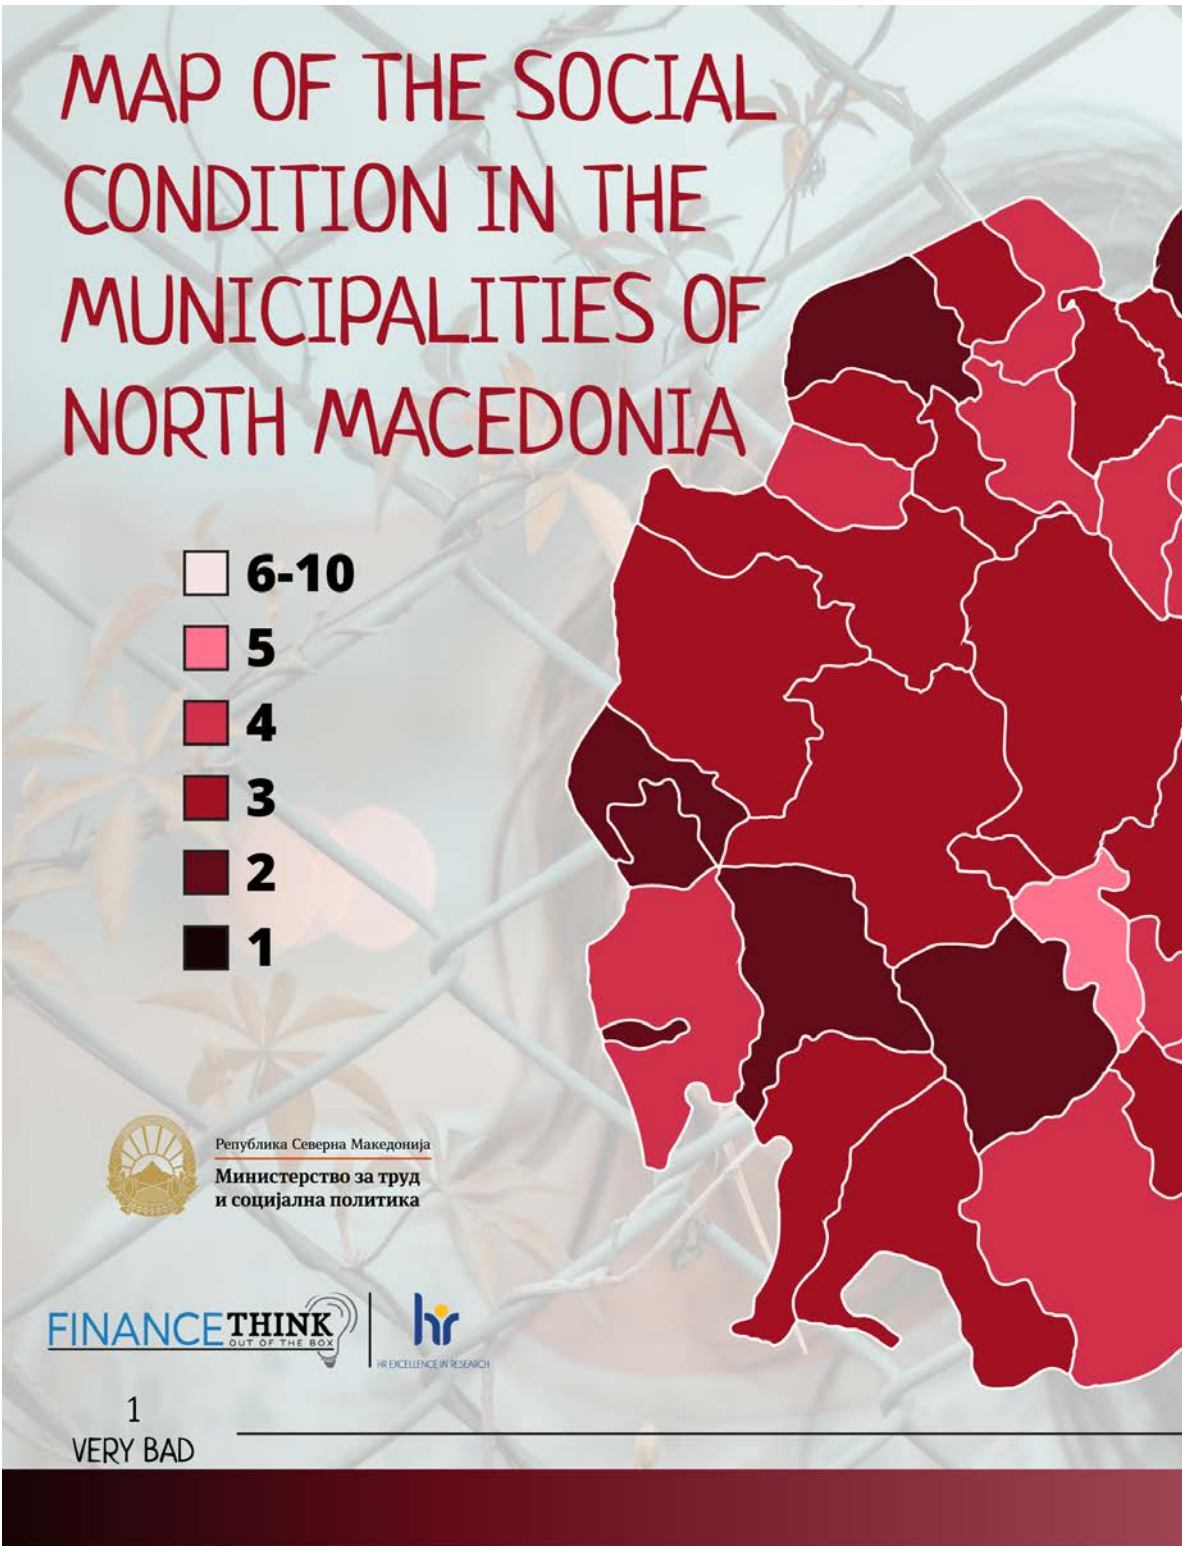 MAP OF THE SOCIAL
CONDITION IN THE
MUNICIPALITIES OF
NORTH MACEDONIA
6-10
5
4
3
2
1
Република Северна Македонија
Министерство за труд
и социјална политика
FINANCE THINK
OUT OF THE BOX
hr
HR EXCELLENCE IN RESEARCH
1
VERY BAD